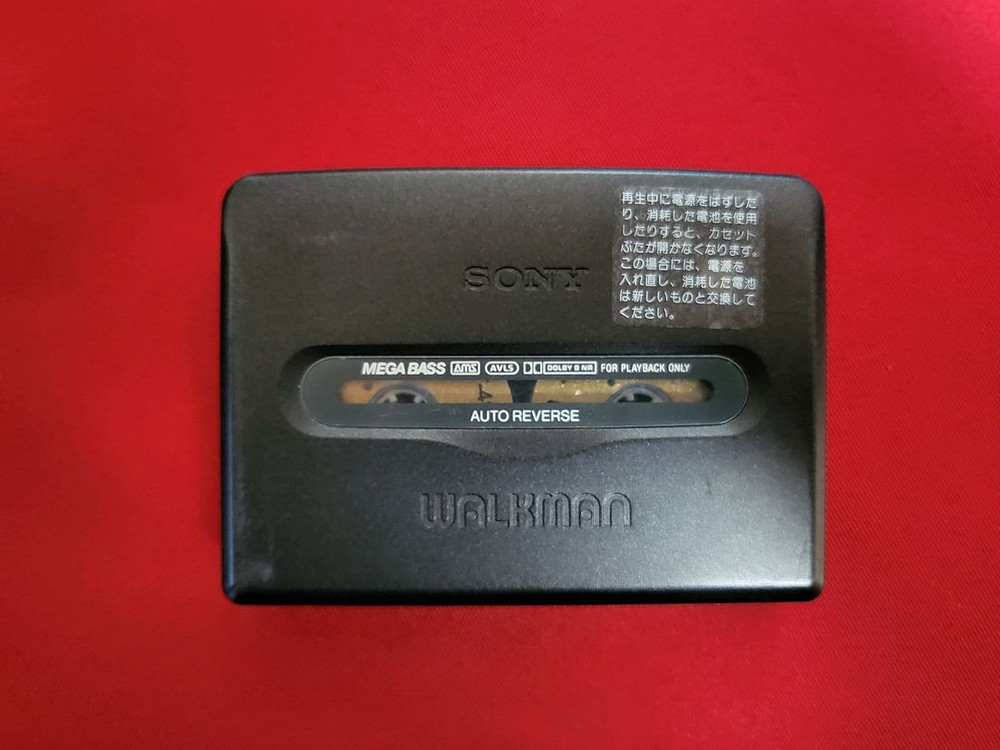 再生中に電源をはずした
り、消耗した電池を使用
したりすると、カセット
ぶたが開かなくなります。
この場合には、電源を
入れ直し、消耗した電池
は新しいものと交換して
ください。
SONY
MEGA BASS AMS AVLS DOLBY B NR FOR PLAYBACK ONLY
AUTO REVERSE
WALKMAN